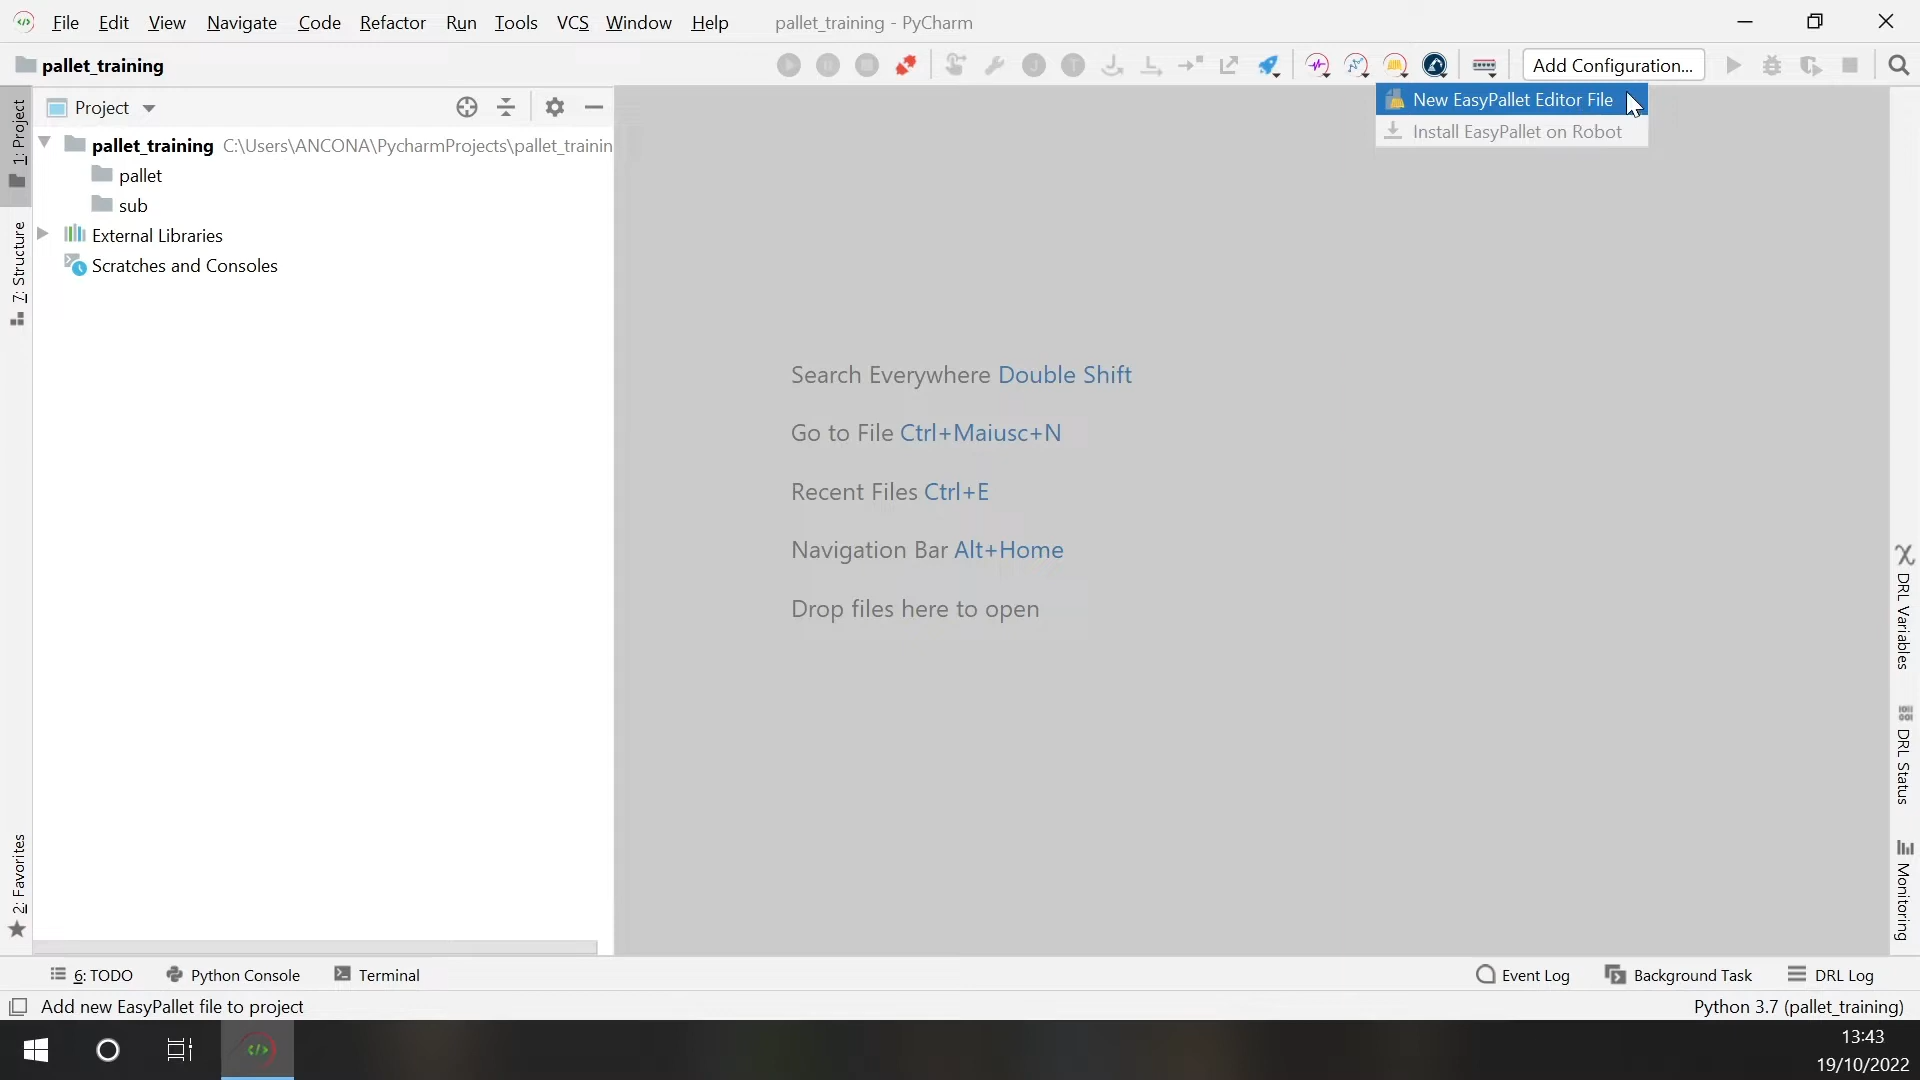 File Edit View Navigate Code Refactor Run Tools VCS Window Help pallet_training - PyCharm
pallet_training Add Configuration...
1: Project
Project
New EasyPallet Editor File
Install EasyPallet on Robot
pallet_training C:\Users\ANCONA\PycharmProjects\pallet_trainin
pallet
sub
External Libraries
Scratches and Consoles
7: Structure
Search Everywhere Double Shift
Go to File Ctrl+Maiusc+N
Recent Files Ctrl+E
Navigation Bar Alt+Home
Drop files here to open
DRL Variables
DRL Status
Monitoring
2: Favorites
6: TODO Python Console Terminal Event Log Background Task DRL Log
Add new EasyPallet file to project Python 3.7 (pallet_training)
13:43
19/10/2022